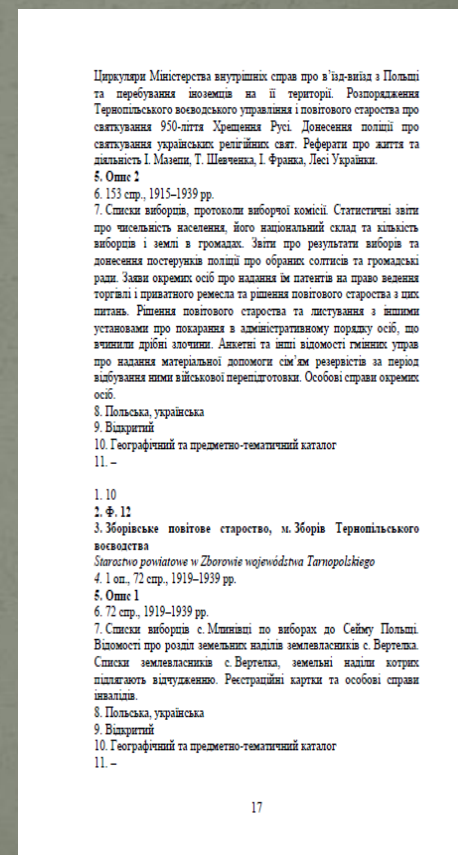 Циркуляри Міністерства внутрішніх справ про в’їзд-виїзд з Польщі
та перебування іноземців на її території. Розпорядження
Тернопільського воєводського управління і повітового староства про
святкування 950-ліття Хрещення Русі. Донесення поліції про
святкування українських релігійних свят. Реферати про життя та
діяльність І. Мазепи, Т. Шевченка, І. Франка, Лесі Українки.
5. Опис 2
6. 153 спр., 1915–1939 рр.
7. Списки виборців, протоколи виборчої комісії. Статистичні звіти
про чисельність населення, його національний склад та кількість
виборців і землі в громадах. Звіти про результати виборів та
донесення постерунків поліції про обраних солтисів та громадські
ради. Заяви окремих осіб про надання їм патентів на право ведення
торгівлі і приватного ремесла та рішення повітового староства з цих
питань. Рішення повітового староства та листування з іншими
установами про покарання в адміністративному порядку осіб, що
вчинили дрібні злочини. Анкетні та інші відомості гмінних управ
про надання матеріальної допомоги сім’ям резервістів за період
відбування ними військової перепідготовки. Особові справи окремих
осіб.
8. Польська, українська
9. Відкритий
10. Географічний та предметно-тематичний каталог
11. –
1. 10
2. Ф. 12
3. Зборівське повітове староство, м. Зборів Тернопільського
воєводства
Starostwo powiatowe w Zborowie wojewódstwa Tarnopolskiego
4. 1 оп., 72 спр., 1919–1939 рр.
5. Опис 1
6. 72 спр., 1919–1939 рр.
7. Списки виборців с. Млинівці по виборах до Сейму Польщі.
Відомості про розділ земельних наділів землевласників с. Вертелка.
Списки землевласників с. Вертелка, земельні наділи котрих
підлягають відчудженню. Реєстраційні картки та особові справи
інвалідів.
8. Польська, українська
9. Відкритий
10. Географічний та предметно-тематичний каталог
11. –
17